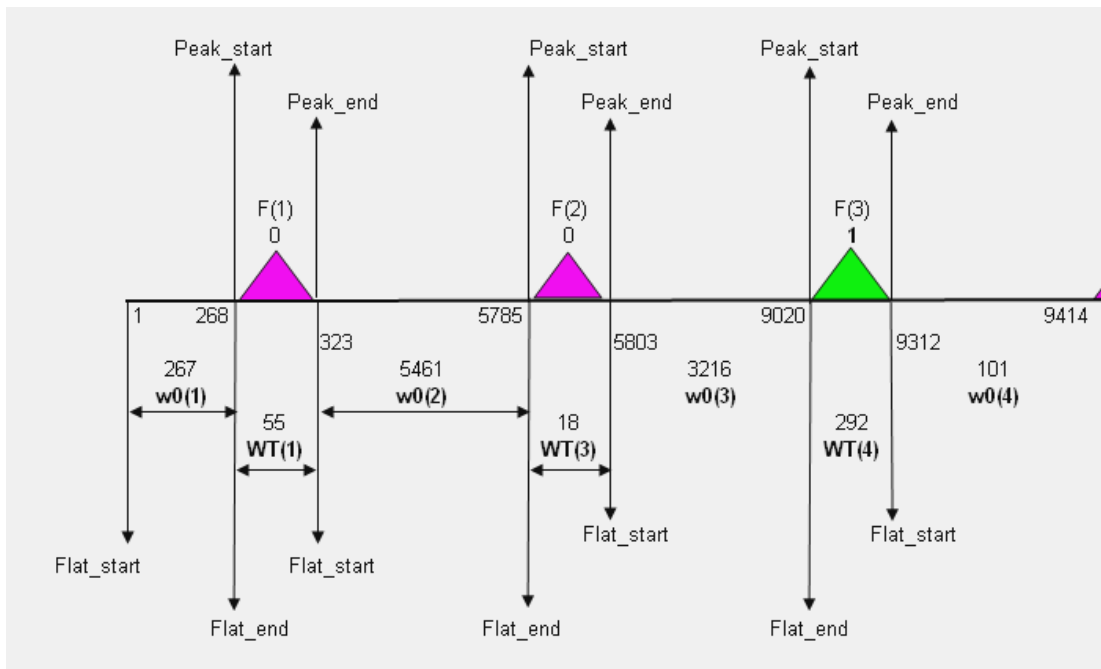 Peak_start Peak_start Peak_start
Peak_end Peak_end Peak_end
F(1) F(2) F(3)
0 0 1
1 268 5785 9020 9414
323 5803 9312
267 5461 3216 101
w0(1) w0(2) w0(3) w0(4)
55 18 292
WT(1) WT(3) WT(4)
Flat_start Flat_start
Flat_start Flat_start
Flat_end Flat_end Flat_end